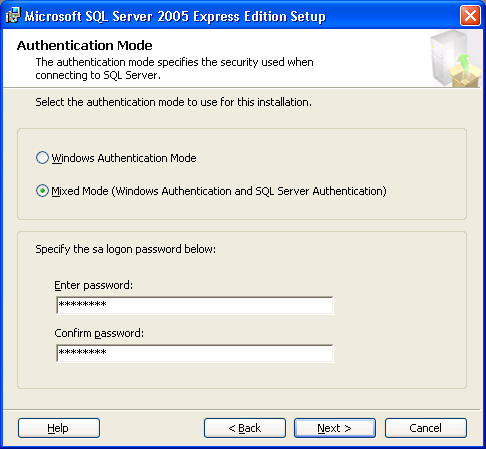 Microsoft SQL Server 2005 Express Edition Setup
Authentication Mode
The authentication mode specifies the security used when
connecting to SQL Server.
Select the authentication mode to use for this installation.
Windows Authentication Mode
Mixed Mode (Windows Authentication and SQL Server Authentication)
Specify the sa logon password below:
Enter password:
********
Confirm password:
********
Help
< Back
Next >
Cancel